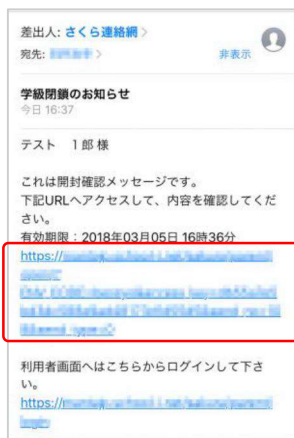 差出人: さくら連絡網 >
宛先: >
非表示
学級閉鎖のお知らせ
今日 16:37
テスト 1郎 様
これは開封確認メッセージです。
下記URLへアクセスして、内容を確認してくだ
さい。
有効期限：2018年03月05日 16時36分
https://
利用者画面へはこちらからログインして下さ
い。
https://